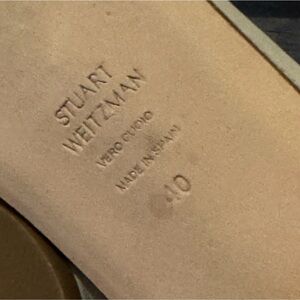 STUART
WEITZMAN
VERO CUOIO
MADE IN SPAIN
40